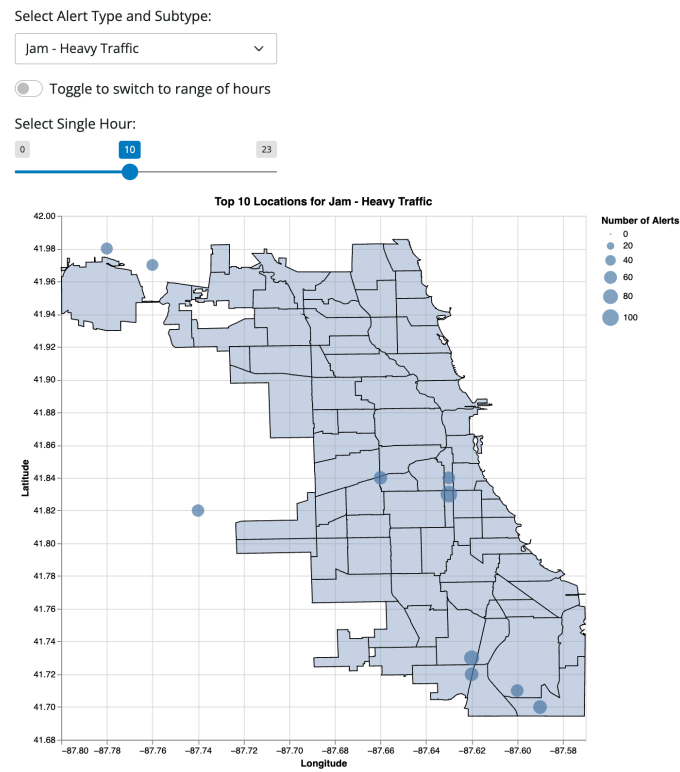 Select Alert Type and Subtype:
Jam - Heavy Traffic
Toggle to switch to range of hours
Select Single Hour:
0 10 23
Top 10 Locations for Jam - Heavy Traffic
Number of Alerts
0
20
40
60
80
100
Latitude
42.00
41.98
41.96
41.94
41.92
41.90
41.88
41.86
41.84
41.82
41.80
41.78
41.76
41.74
41.72
41.70
41.68
−87.80 −87.78 −87.76 −87.74 −87.72 −87.70 −87.68 −87.66 −87.64 −87.62 −87.60 −87.58
Longitude